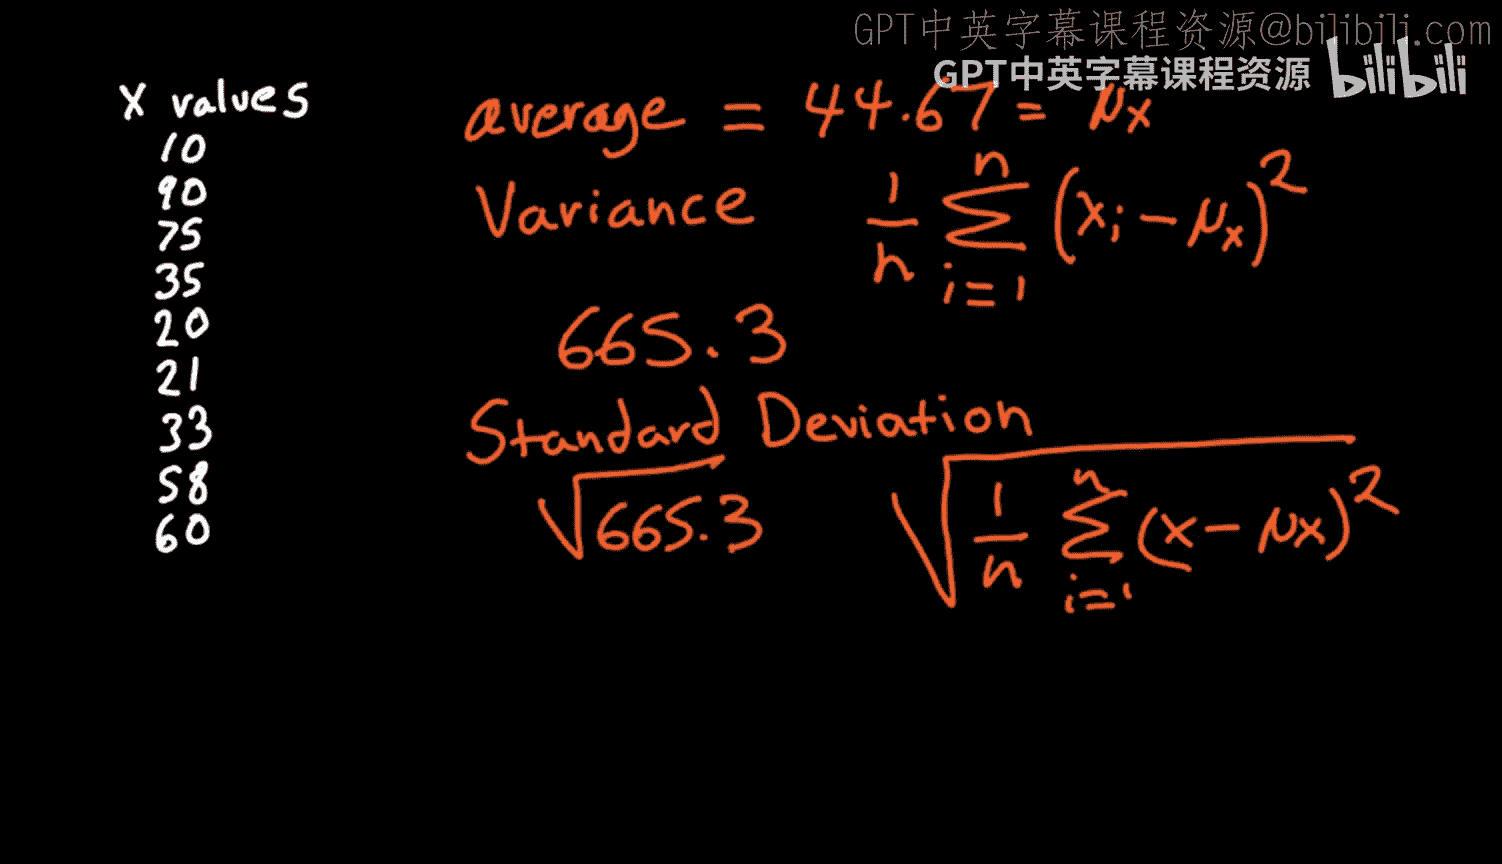 GPT中英字幕课程资源@bilibili.com
GPT中英字幕课程资源 bilibili
X values
10
90
75
35
20
21
33
58
60
average = 44.67 = μx
Variance 1/n Σ n i=1 (xi - μx)²
665.3
Standard Deviation
√665.3 √1/n Σ n i=1 (x - μx)²